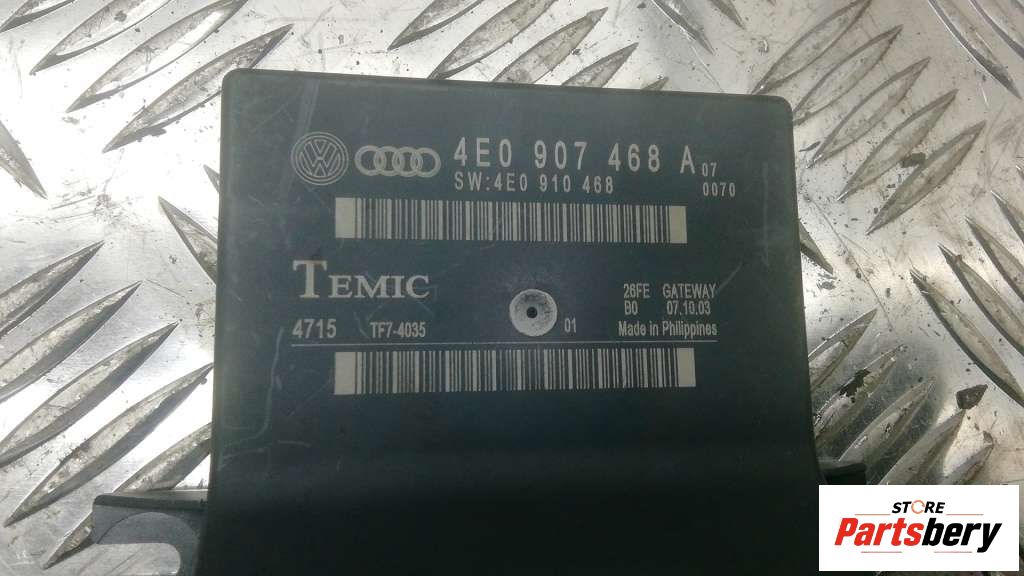 4E0 907 468 A 07
SW:4E0 910 468 0070
TEMIC
26FE GATEWAY
B0 07.10.03
4715 TF7-4035 01 Made in Philippines
STORE
Partsbery